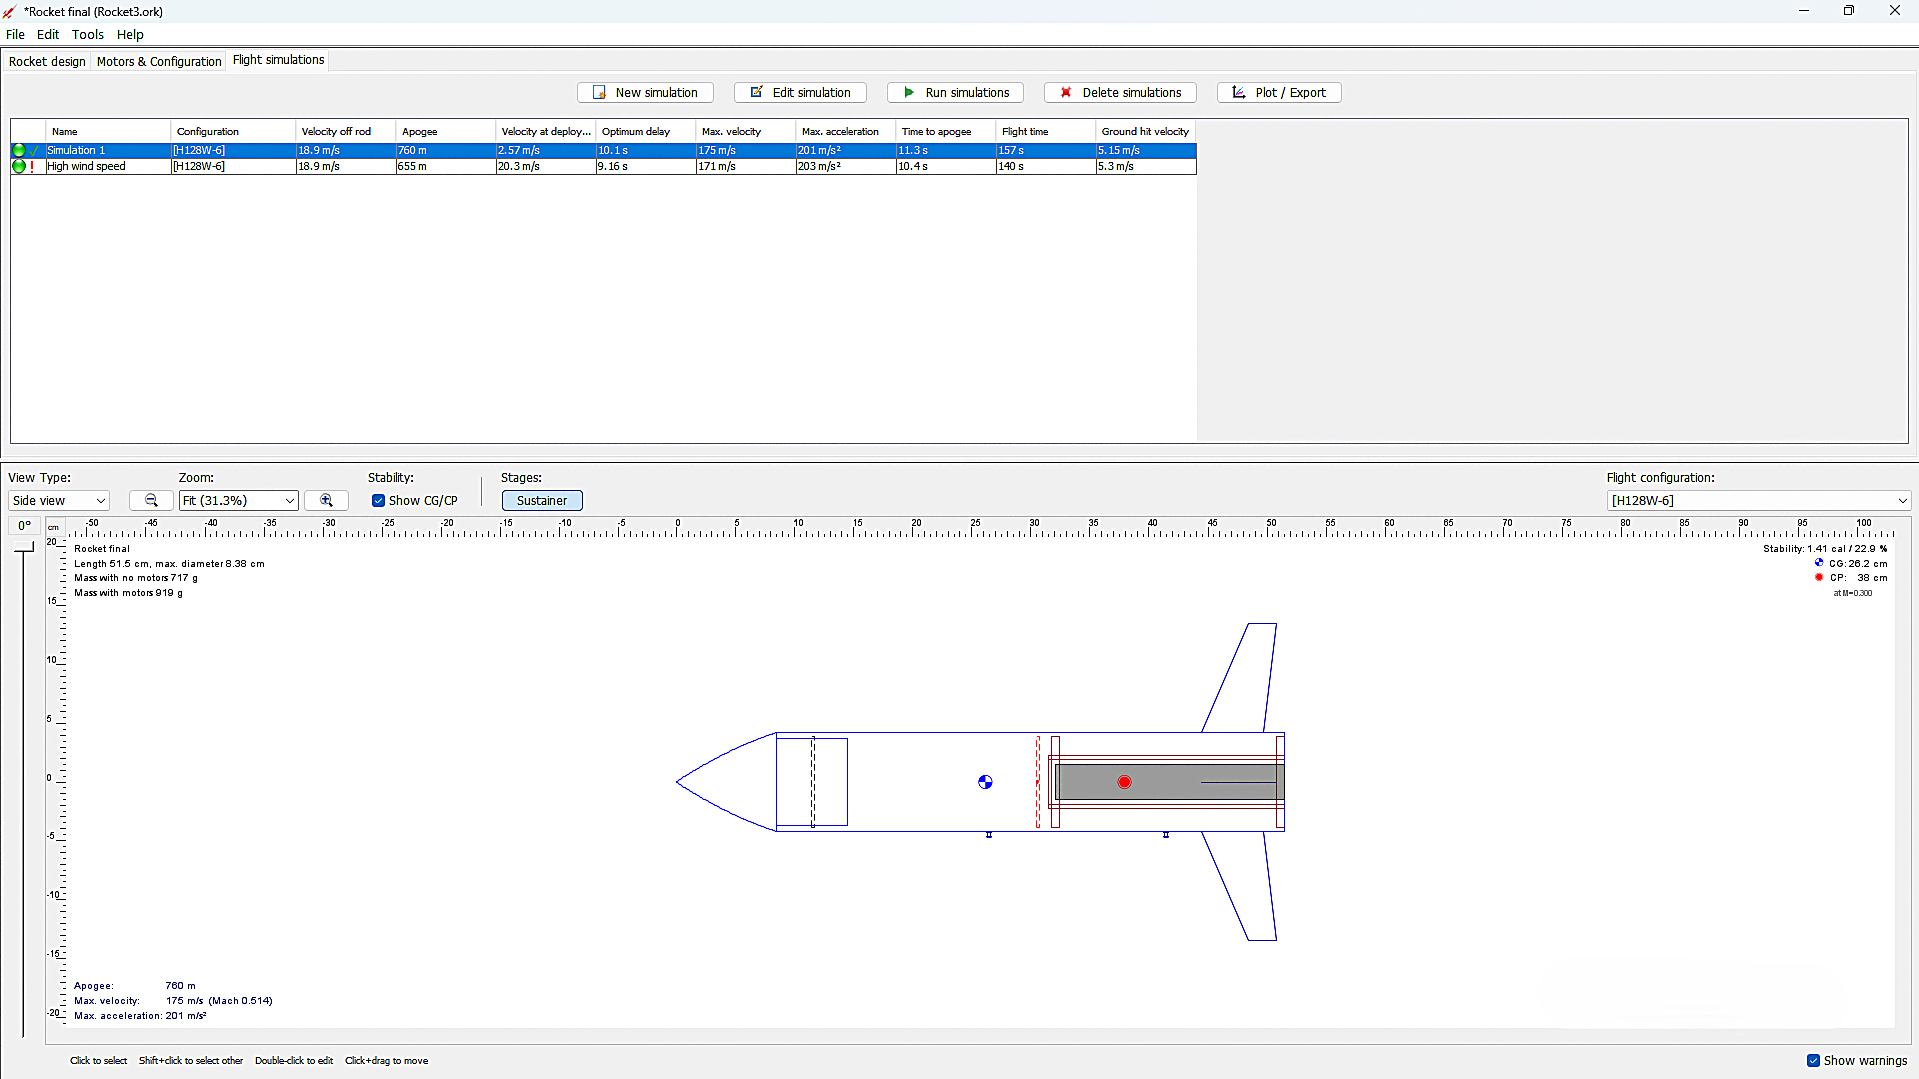 *Rocket final (Rocket3.ork)
File Edit Tools Help
Rocket design Motors & Configuration Flight simulations
New simulation Edit simulation Run simulations Delete simulations Plot / Export
Name Configuration Velocity off rod Apogee Velocity at deploy... Optimum delay Max. velocity Max. acceleration Time to apogee Flight time Ground hit velocity
Simulation 1 [H128W-6] 18.9 m/s 760 m 2.57 m/s 10.1 s 175 m/s 201 m/s² 11.3 s 157 s 5.15 m/s
High wind speed [H128W-6] 18.9 m/s 655 m 20.3 m/s 9.16 s 171 m/s 203 m/s² 10.4 s 140 s 5.3 m/s
View Type: Zoom: Stability: Stages: Flight configuration:
Side view Fit (31.3%) Show CG/CP Sustainer [H128W-6]
0° cm -50 -45 -40 -35 -30 -25 -20 -15 -10 -5 0 5 10 15 20 25 30 35 40 45 50 55 60 65 70 75 80 85 90 95 100
20
15
10
5
0
-5
-10
-15
-20
Rocket final
Length 51.5 cm, max. diameter 8.38 cm
Mass with no motors 717 g
Mass with motors 919 g
Stability: 1.41 cal / 22.9 %
CG: 26.2 cm
CP: 38 cm
at M=0.300
Apogee: 760 m
Max. velocity: 175 m/s (Mach 0.514)
Max. acceleration: 201 m/s²
Click to select Shift+click to select other Double-click to edit Click+drag to move
Show warnings